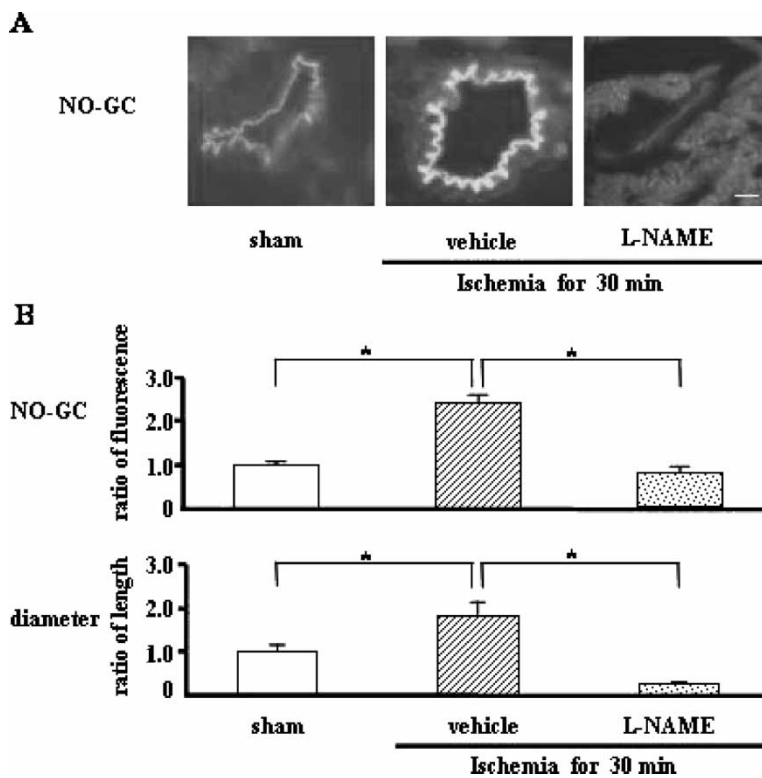 A
NO-GC
sham vehicle L-NAME
Ischemia for 30 min
B
NO-GC
ratio of fluorescence
3.0
2.0
1.0
0
* *
diameter
ratio of length
3.0
2.0
1.0
0
* *
sham vehicle L-NAME
Ischemia for 30 min